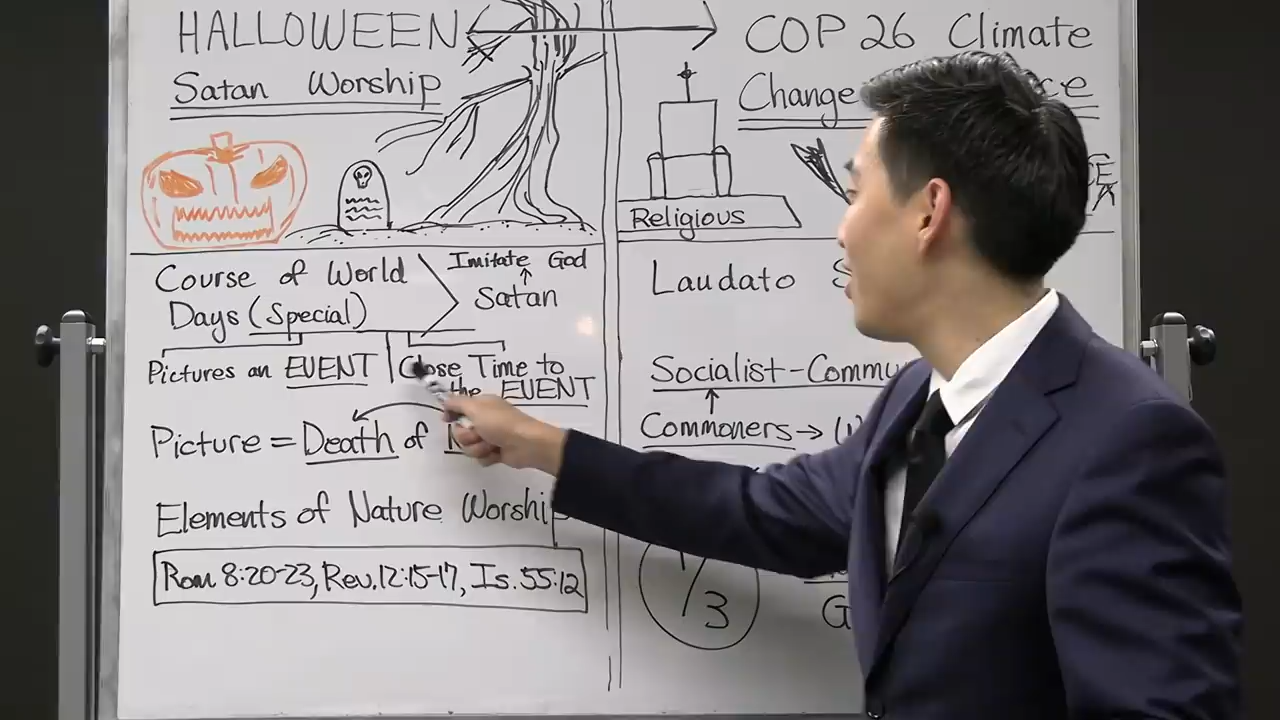 HALLOWEEN
Satan Worship
Course of World
Days (Special)
Imitate God
Satan
Pictures an EVENT
Close Time to
the EVENT
Picture = Death of
Elements of Nature Worship
Rom 8:20-23, Rev. 12:15-17, Is. 55:12
COP 26 Climate
Change
Religious
Laudato
Socialist-Commu
Commoners →
1/3
G